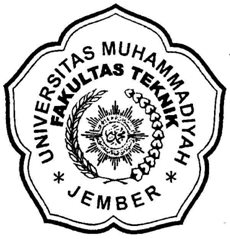 UNIVERSITAS MUHAMMADIYAH
FAKULTAS TEKNIK
JEMBER